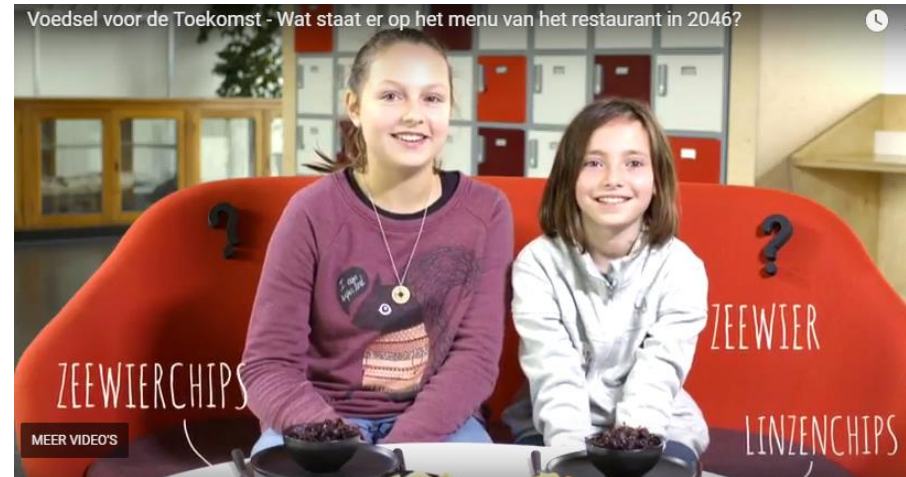 Voedsel voor de Toekomst - Wat staat er op het menu van het restaurant in 2046?
?
?
ZEEWIER
ZEEWIERCHIPS
LINZENCHIPS
MEER VIDEO'S